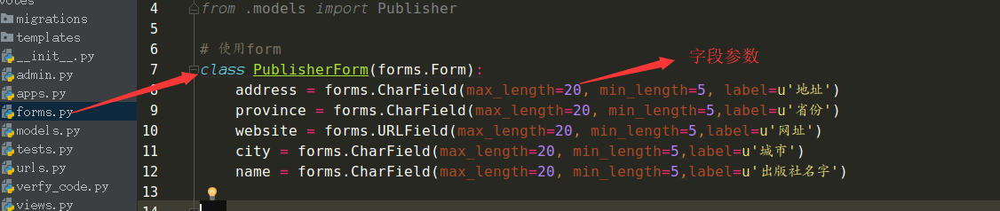 votes
migrations
templates
__init__.py
admin.py
apps.py
forms.py
models.py
tests.py
urls.py
verfy_code.py
views.py
4 from .models import Publisher
5
6 # 使用form
7 class PublisherForm(forms.Form):
字段参数
8 address = forms.CharField(max_length=20, min_length=5, label=u'地址')
9 province = forms.CharField(max_length=20, min_length=5,label=u'省份')
10 website = forms.URLField(max_length=20, min_length=5,label=u'网址')
11 city = forms.CharField(max_length=20, min_length=5,label=u'城市')
12 name = forms.CharField(max_length=20, min_length=5,label=u'出版社名字')
13
14